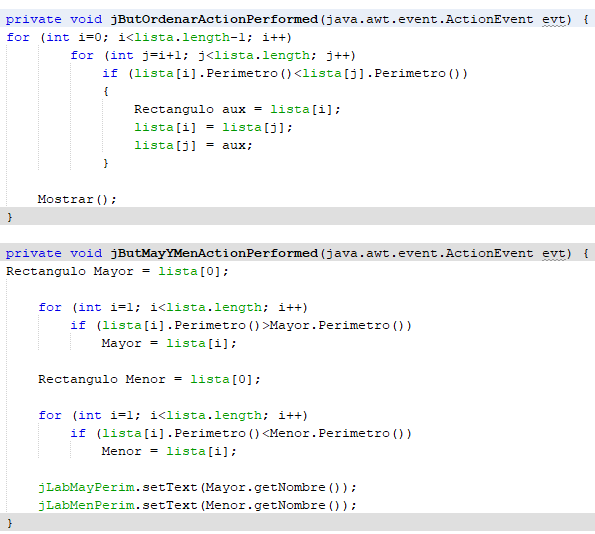 private void jButOrdenarActionPerformed(java.awt.event.ActionEvent evt) {
for (int i=0; i<lista.length-1; i++)
for (int j=i+1; j<lista.length; j++)
if (lista[i].Perimetro()<lista[j].Perimetro())
{
Rectangulo aux = lista[i];
lista[i] = lista[j];
lista[j] = aux;
}
Mostrar();
}
private void jButMayYMenActionPerformed(java.awt.event.ActionEvent evt) {
Rectangulo Mayor = lista[0];
for (int i=1; i<lista.length; i++)
if (lista[i].Perimetro()>Mayor.Perimetro())
Mayor = lista[i];
Rectangulo Menor = lista[0];
for (int i=1; i<lista.length; i++)
if (lista[i].Perimetro()<Menor.Perimetro())
Menor = lista[i];
jLabMayPerim.setText(Mayor.getNombre());
jLabMenPerim.setText(Menor.getNombre());
}